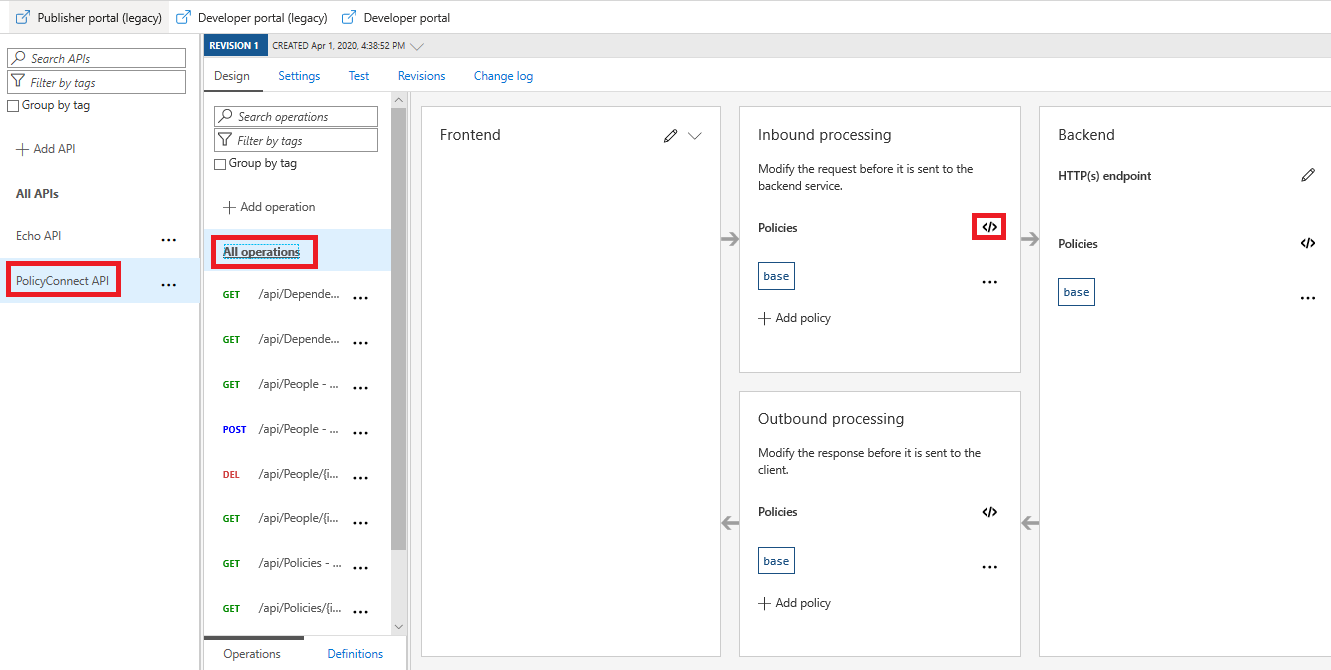 Publisher portal (legacy)
Developer portal (legacy)
Developer portal
Search APIs
Filter by tags
Group by tag
Add API
All APIs
Echo API
PolicyConnect API
REVISION 1
CREATED Apr 1, 2020, 4:38:52 PM
Design
Settings
Test
Revisions
Change log
Search operations
Filter by tags
Group by tag
Add operation
All operations
GET /api/Depende...
GET /api/Depende...
GET /api/People - ...
POST /api/People - ...
DEL /api/People/{i...
GET /api/People/{i...
GET /api/Policies - ...
GET /api/Policies/{i...
Operations
Definitions
Frontend
Inbound processing
Modify the request before it is sent to the
backend service.
Policies
</>
base
Add policy
Outbound processing
Modify the response before it is sent to the
client.
Policies
</>
base
Add policy
Backend
HTTP(s) endpoint
Policies
</>
base